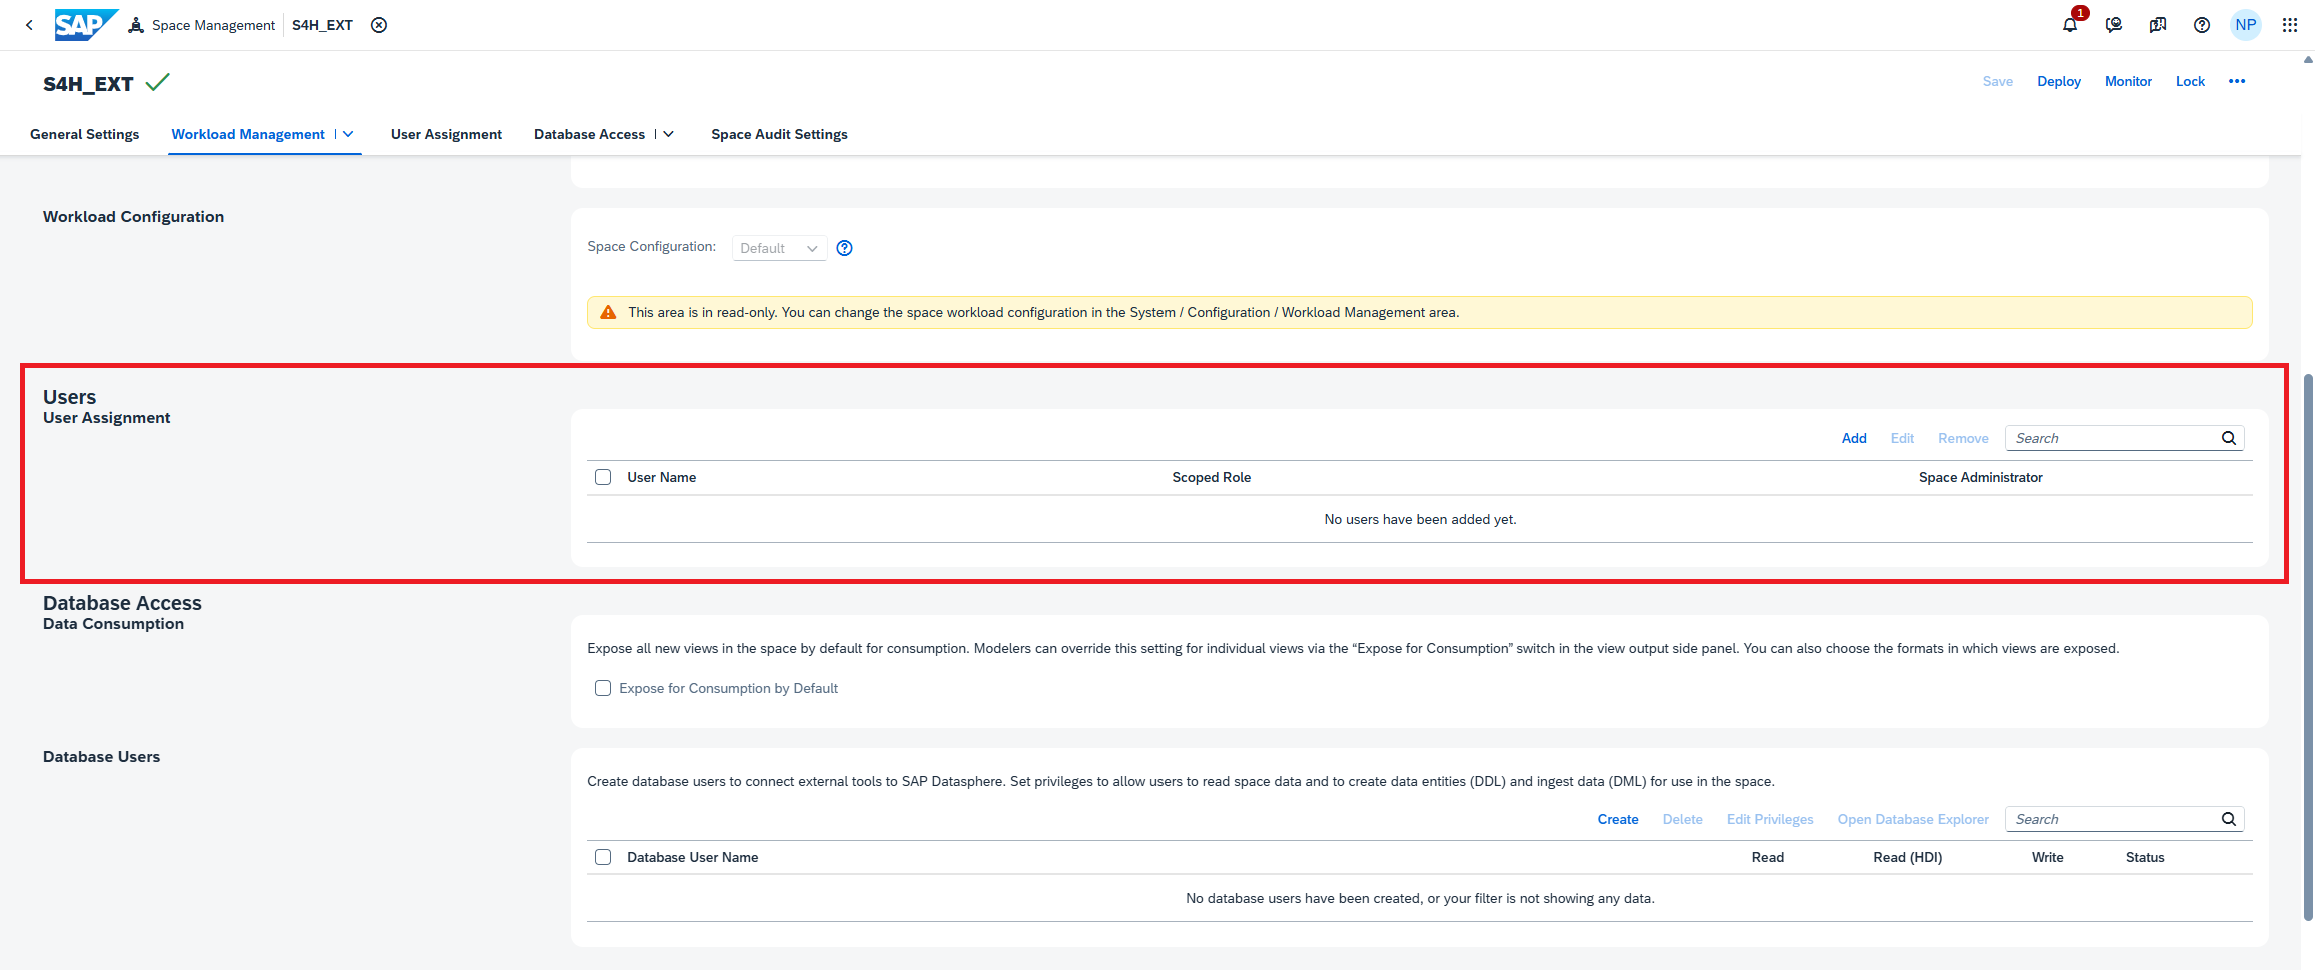 SAP Space Management S4H_EXT 1 NP
S4H_EXT Save Deploy Monitor Lock
General Settings Workload Management User Assignment Database Access Space Audit Settings
Workload Configuration
Space Configuration: Default
This area is in read-only. You can change the space workload configuration in the System / Configuration / Workload Management area.
Users
User Assignment
Add Edit Remove Search
User Name Scoped Role Space Administrator
No users have been added yet.
Database Access
Data Consumption
Expose all new views in the space by default for consumption. Modelers can override this setting for individual views via the “Expose for Consumption” switch in the view output side panel. You can also choose the formats in which views are exposed.
Expose for Consumption by Default
Database Users
Create database users to connect external tools to SAP Datasphere. Set privileges to allow users to read space data and to create data entities (DDL) and ingest data (DML) for use in the space.
Create Delete Edit Privileges Open Database Explorer Search
Database User Name Read Read (HDI) Write Status
No database users have been created, or your filter is not showing any data.